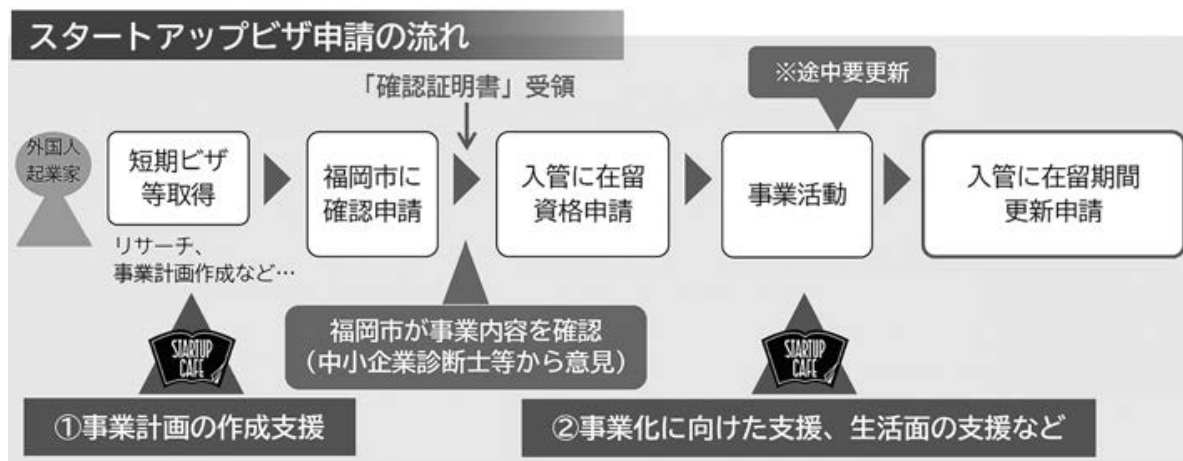 スタートアップビザ申請の流れ
「確認証明書」受領
※途中要更新
外国人
起業家
短期ビザ
等取得
福岡市に
確認申請
入管に在留
資格申請
事業活動
入管に在留期間
更新申請
リサーチ、
事業計画作成など…
福岡市が事業内容を確認
（中小企業診断士等から意見）
STARTUP
CAFE
STARTUP
CAFE
①事業計画の作成支援
②事業化に向けた支援、生活面の支援など